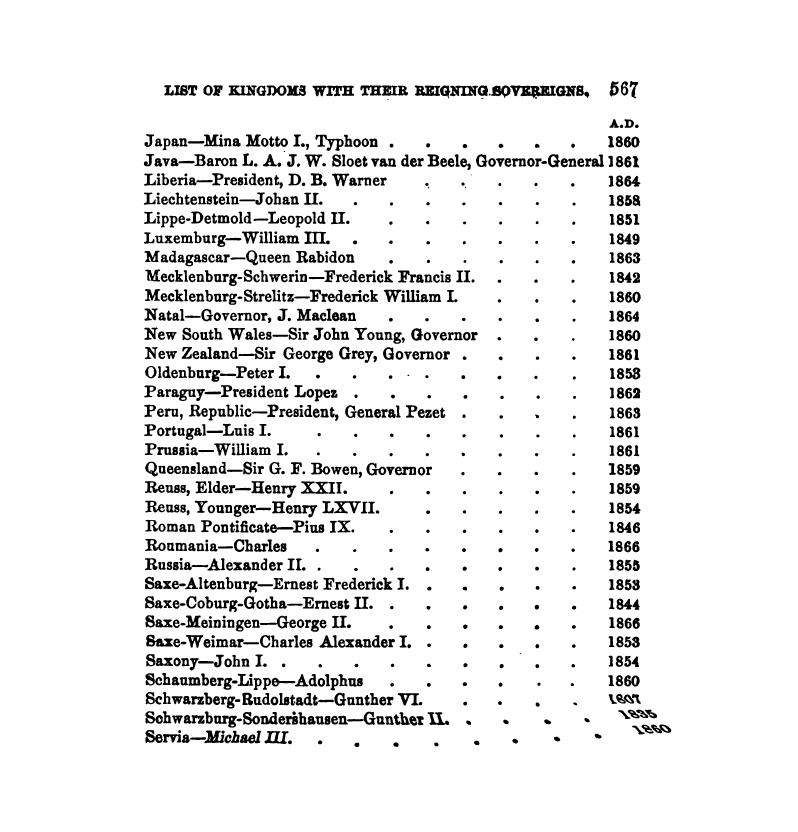 LIST OF KINGDOMS WITH THEIR REIGNING SOVEREIGNS. 567
A.D.
Japan—Mina Motto I., Typhoon . . . . . . 1860
Java—Baron L. A. J. W. Sloet van der Beele, Governor-General 1861
Liberia—President, D. B. Warner . . . . . 1864
Liechtenstein—Johan II. . . . . . . . 1858
Lippe-Detmold—Leopold II. . . . . . . 1851
Luxemburg—William III. . . . . . . . 1849
Madagascar—Queen Rabidon . . . . . . 1863
Mecklenburg-Schwerin—Frederick Francis II. . . . 1842
Mecklenburg-Strelitz—Frederick William I. . . . 1860
Natal—Governor, J. Maclean . . . . . . 1864
New South Wales—Sir John Young, Governor . . . 1860
New Zealand—Sir George Grey, Governor . . . . 1861
Oldenburg—Peter I. . . . . . . . . 1853
Paraguy—President Lopez . . . . . . . 1862
Peru, Republic—President, General Pezet . . . . 1863
Portugal—Luis I. . . . . . . . . 1861
Prussia—William I. . . . . . . . . 1861
Queensland—Sir G. F. Bowen, Governor . . . . 1859
Reuss, Elder—Henry XXII. . . . . . . 1859
Reuss, Younger—Henry LXVII. . . . . . 1854
Roman Pontificate—Pius IX. . . . . . . 1846
Roumania—Charles . . . . . . . . 1866
Russia—Alexander II. . . . . . . . . 1855
Saxe-Altenburg—Ernest Frederick I. . . . . . 1853
Saxe-Coburg-Gotha—Ernest II. . . . . . . 1844
Saxe-Meiningen—George II. . . . . . . 1866
Saxe-Weimar—Charles Alexander I. . . . . . 1853
Saxony—John I. . . . . . . . . . 1854
Schaumberg-Lippe—Adolphus . . . . . . 1860
Schwarzberg-Rudolstadt—Gunther VI. . . . . 1807
Schwarzburg-Sondershausen—Gunther II. . . . . 1835
Servia—Michael III. . . . . . . . . 1860